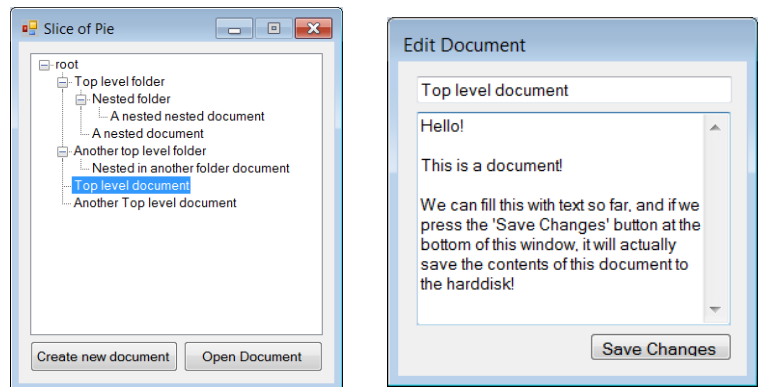 Slice of Pie
root
Top level folder
Nested folder
A nested nested document
A nested document
Another top level folder
Nested in another folder document
Top level document
Another Top level document
Create new document
Open Document
Edit Document
Top level document
Hello!
This is a document!
We can fill this with text so far, and if we
press the 'Save Changes' button at the
bottom of this window, it will actually
save the contents of this document to
the harddisk!
Save Changes